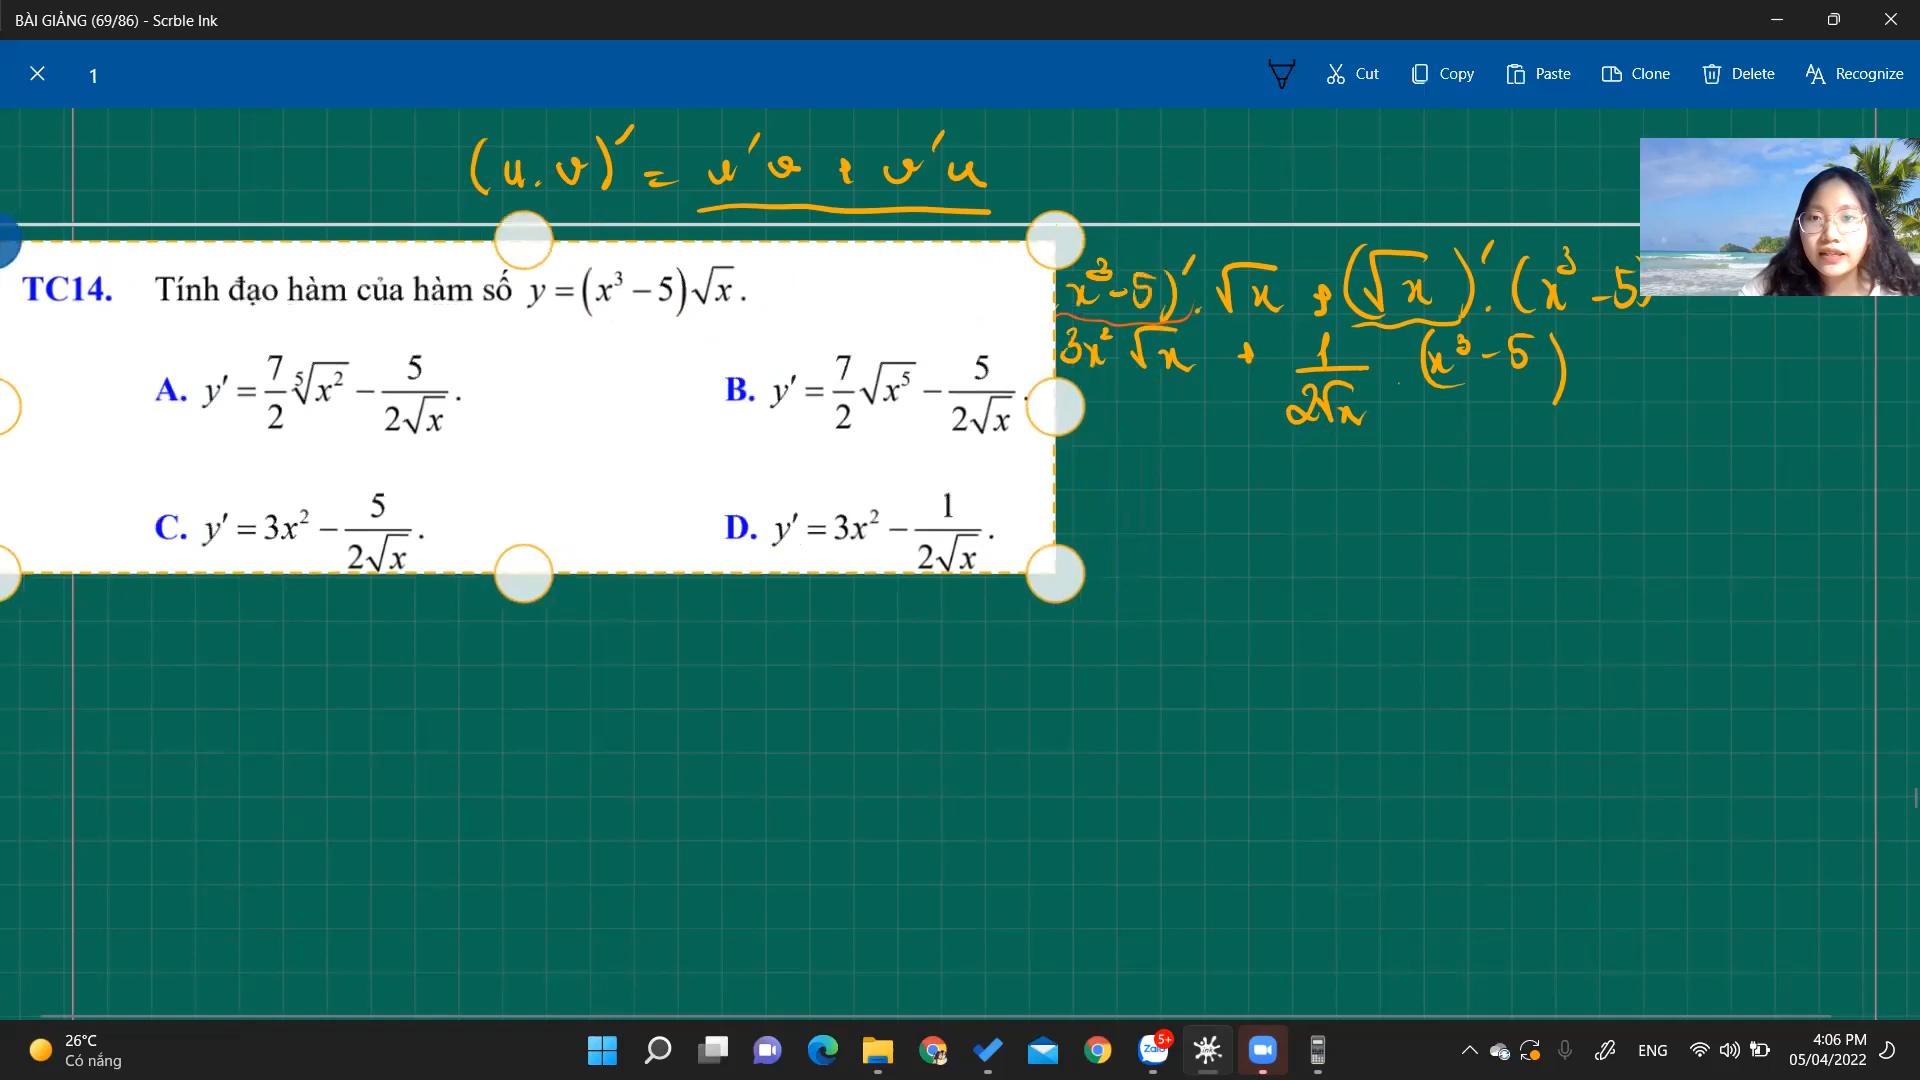 BÀI GIẢNG (69/86) - Scrble Ink
1 Cut Copy Paste Clone Delete Recognize
(u.v)' = u'v + v'u
TC14. Tính đạo hàm của hàm số y = (x³ − 5)√x.
x³-5)'. √x + (√x)'. (x³ -5)
3x² √x + 1/(2√x) (x³-5)
A. y' = 7/2 ⁵√x² − 5/(2√x).
B. y' = 7/2 √x⁵ − 5/(2√x).
C. y' = 3x² − 5/(2√x).
D. y' = 3x² − 1/(2√x).
26°C
Có nắng
Zalo 5+
ENG
4:06 PM
05/04/2022